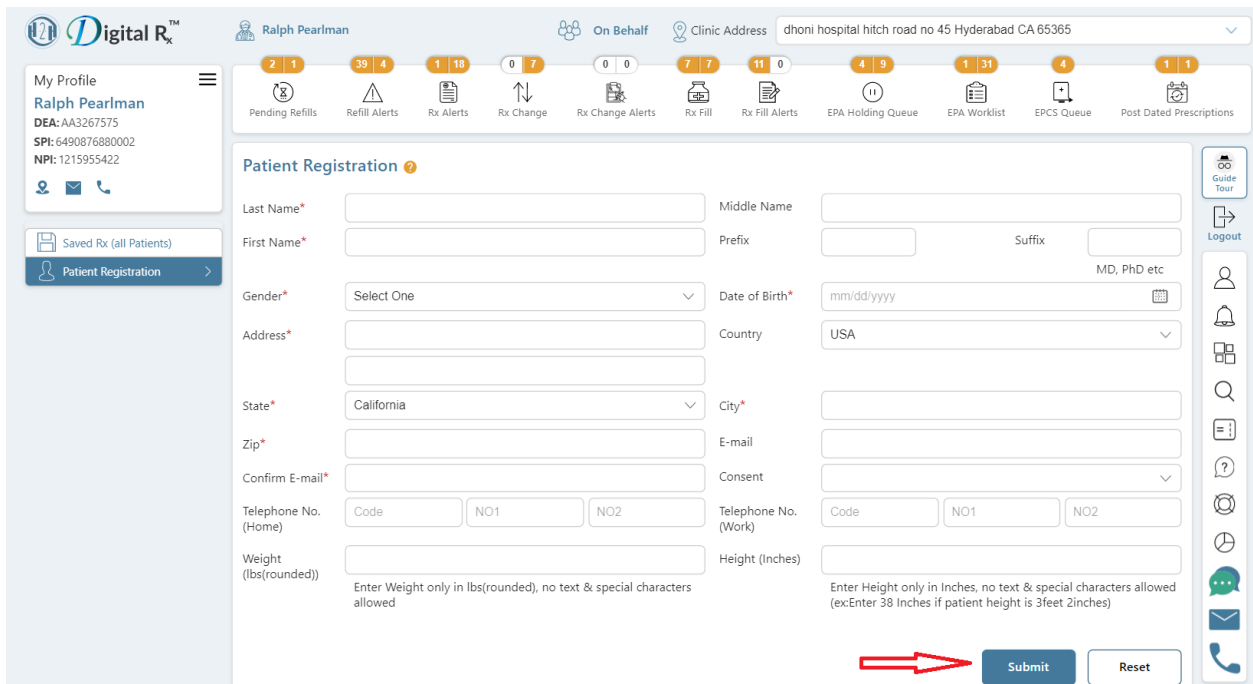 H2H Digital Rx™
Ralph Pearlman
On Behalf
Clinic Address
dhoni hospital hitch road no 45 Hyderabad CA 65365
My Profile
Ralph Pearlman
DEA: AA3267575
SPI: 6490876880002
NPI: 1215955422
2 1
Pending Refills
39 4
Refill Alerts
1 18
Rx Alerts
0 7
Rx Change
0 0
Rx Change Alerts
7 7
Rx Fill
11 0
Rx Fill Alerts
4 9
EPA Holding Queue
1 31
EPA Worklist
4
EPCS Queue
1 1
Post Dated Prescriptions
Saved Rx (all Patients)
Patient Registration
Patient Registration ?
Last Name*
Middle Name
First Name*
Prefix
Suffix
MD, PhD etc
Gender*
Select One
Date of Birth*
mm/dd/yyyy
Address*
Country
USA
State*
California
City*
Zip*
E-mail
Confirm E-mail*
Consent
Telephone No.
(Home)
Code
NO1
NO2
Telephone No.
(Work)
Code
NO1
NO2
Weight
(lbs(rounded))
Enter Weight only in lbs(rounded), no text & special characters
allowed
Height (Inches)
Enter Height only in Inches, no text & special characters allowed
(ex:Enter 38 Inches if patient height is 3feet 2inches)
Submit
Reset
Guide
Tour
Logout